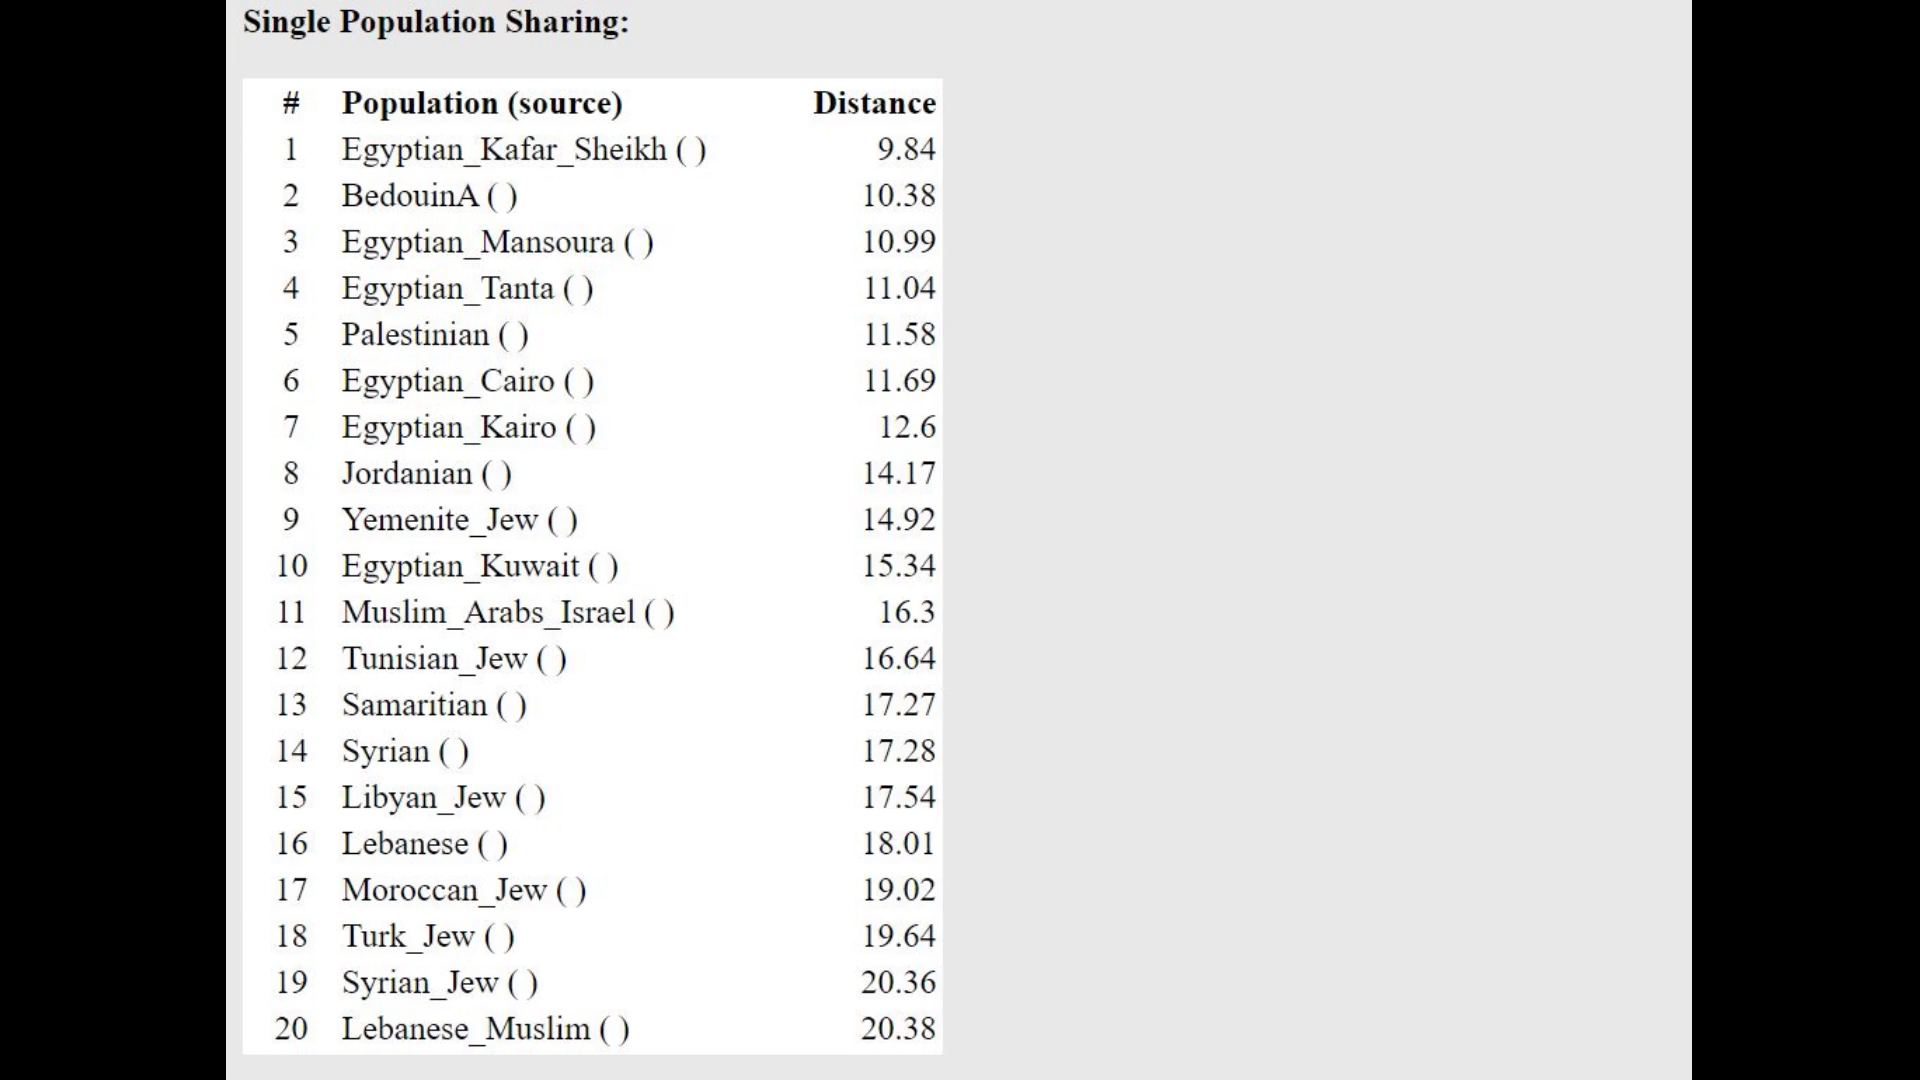 Single Population Sharing:
# Population (source) Distance
1 Egyptian_Kafar_Sheikh ( ) 9.84
2 BedouinA ( ) 10.38
3 Egyptian_Mansoura ( ) 10.99
4 Egyptian_Tanta ( ) 11.04
5 Palestinian ( ) 11.58
6 Egyptian_Cairo ( ) 11.69
7 Egyptian_Kairo ( ) 12.6
8 Jordanian ( ) 14.17
9 Yemenite_Jew ( ) 14.92
10 Egyptian_Kuwait ( ) 15.34
11 Muslim_Arabs_Israel ( ) 16.3
12 Tunisian_Jew ( ) 16.64
13 Samaritian ( ) 17.27
14 Syrian ( ) 17.28
15 Libyan_Jew ( ) 17.54
16 Lebanese ( ) 18.01
17 Moroccan_Jew ( ) 19.02
18 Turk_Jew ( ) 19.64
19 Syrian_Jew ( ) 20.36
20 Lebanese_Muslim ( ) 20.38